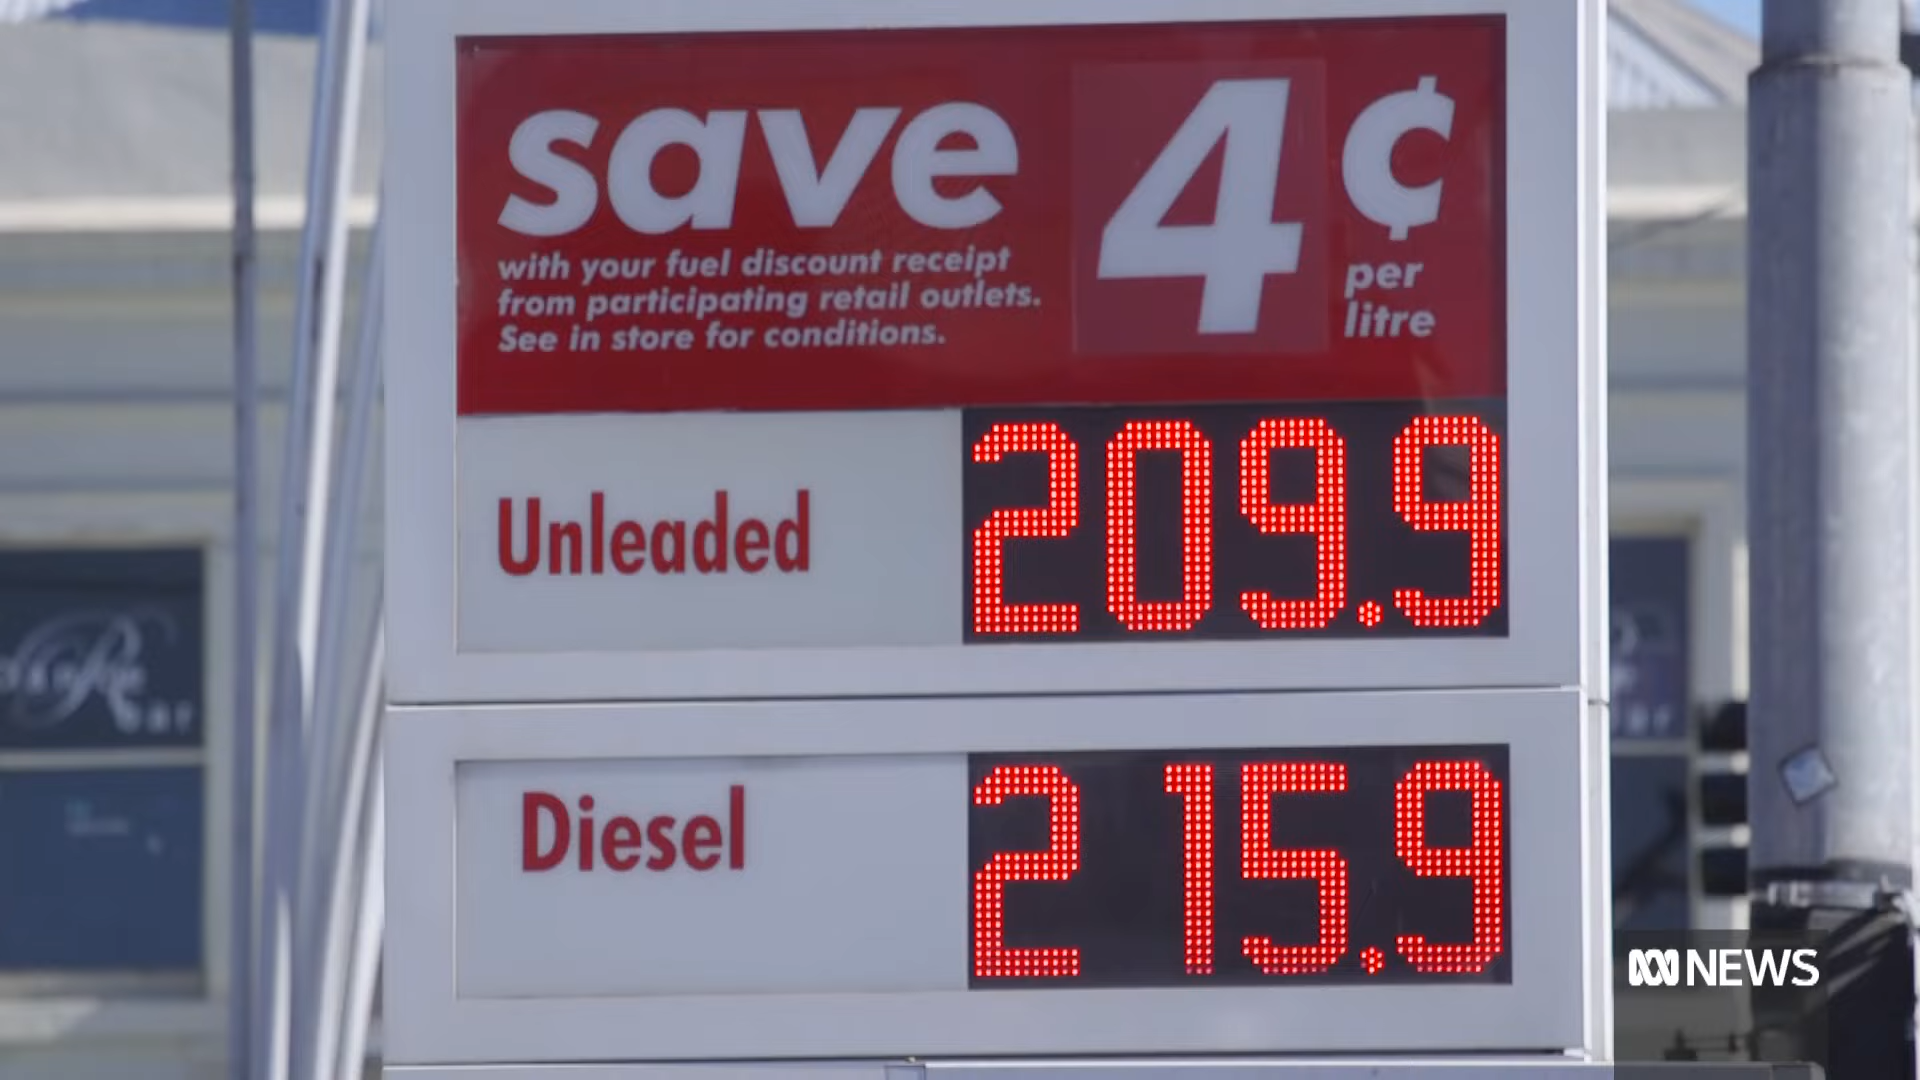 save 4¢
with your fuel discount receipt
from participating retail outlets.
See in store for conditions.
per
litre
Unleaded 209.9
Diesel 215.9
NEWS